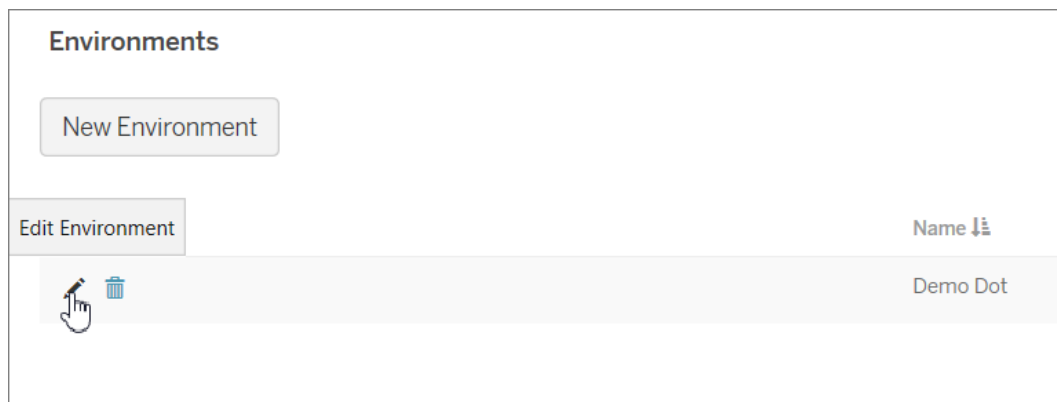 Environments
New Environment
Edit Environment
Name
Demo Dot